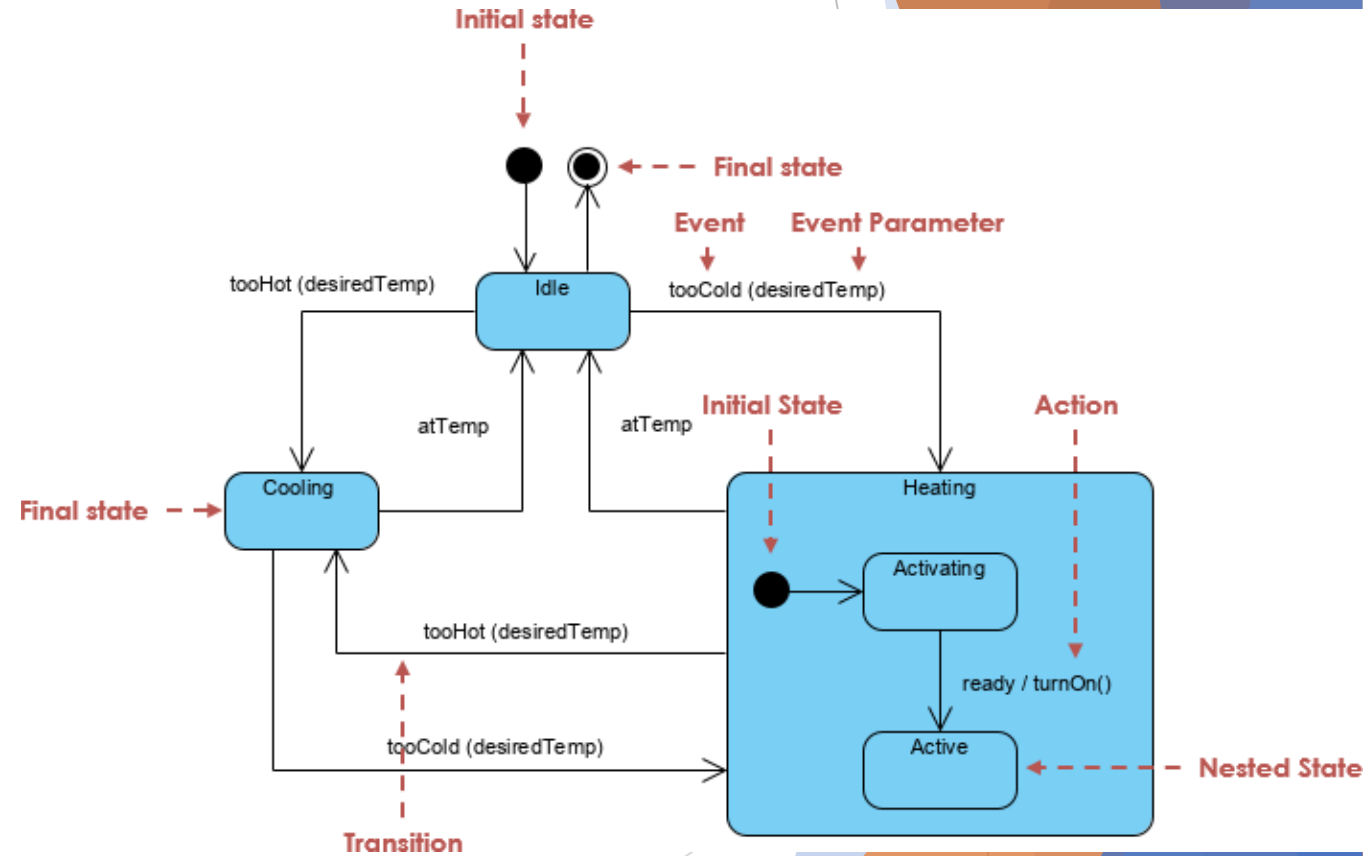 Initial state
Final state
Event
Event Parameter
tooHot (desiredTemp)
Idle
tooCold (desiredTemp)
atTemp
atTemp
Initial State
Action
Final state
Cooling
Heating
Activating
tooHot (desiredTemp)
ready / turnOn()
tooCold (desiredTemp)
Active
Nested State
Transition